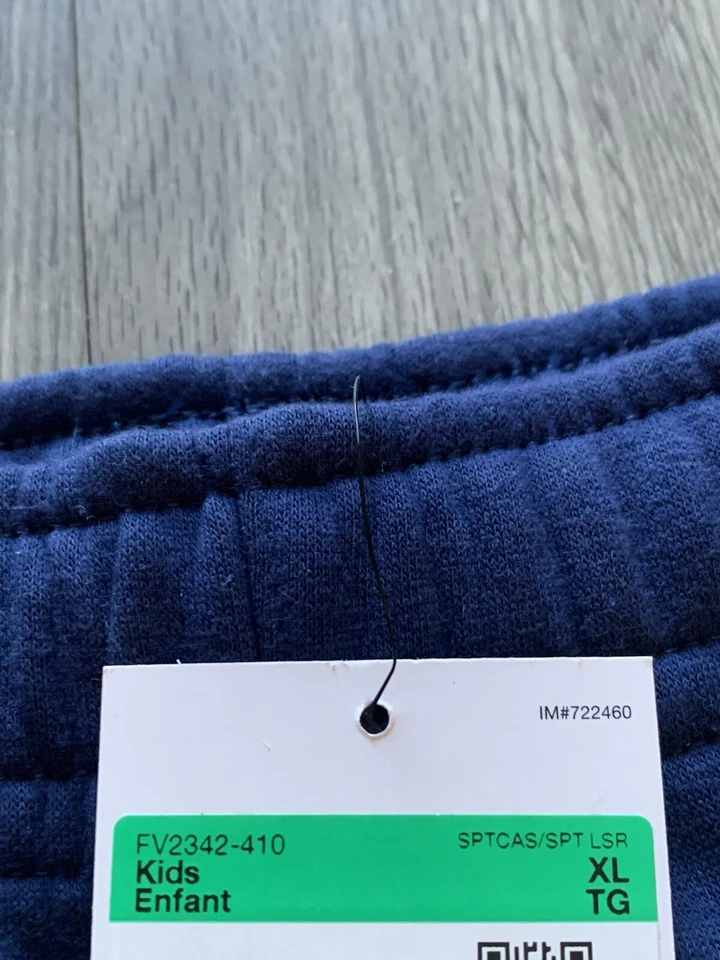 IM#722460
FV2342-410 SPTCAS/SPT LSR
Kids XL
Enfant TG